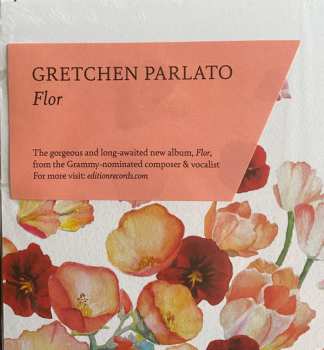 GRETCHEN PARLATO
Flor
The gorgeous and long-awaited new album, Flor,
from the Grammy-nominated composer & vocalist
For more visit: editionrecords.com